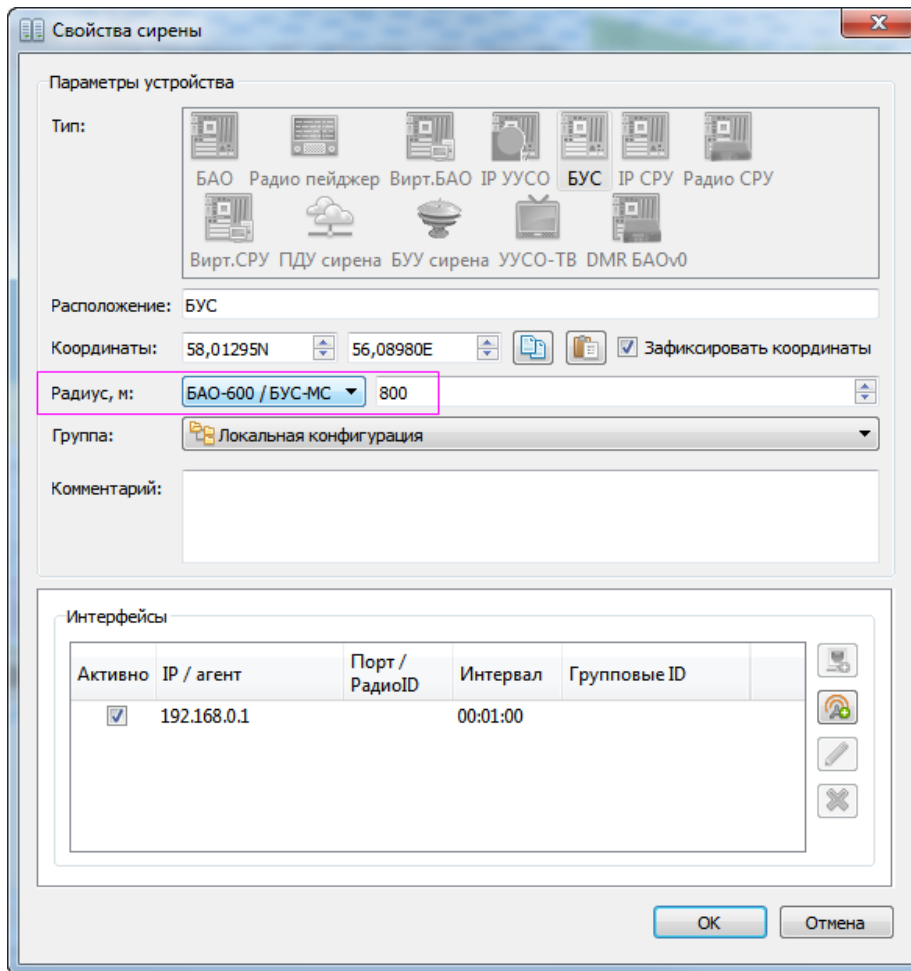 Свойства сирены
Параметры устройства
Тип:
БАО Радио пейджер Вирт.БАО IP УУСО БУС IP СРУ Радио СРУ
Вирт.СРУ ПДУ сирена БУУ сирена УУСО-ТВ DMR БАОv0
Расположение: БУС
Координаты: 58,01295N 56,08980E Зафиксировать координаты
Радиус, м: БАО-600 / БУС-МС 800
Группа: Локальная конфигурация
Комментарий:
Интерфейсы
Активно IP / агент Порт / РадиоID Интервал Групповые ID
192.168.0.1 00:01:00
OK Отмена